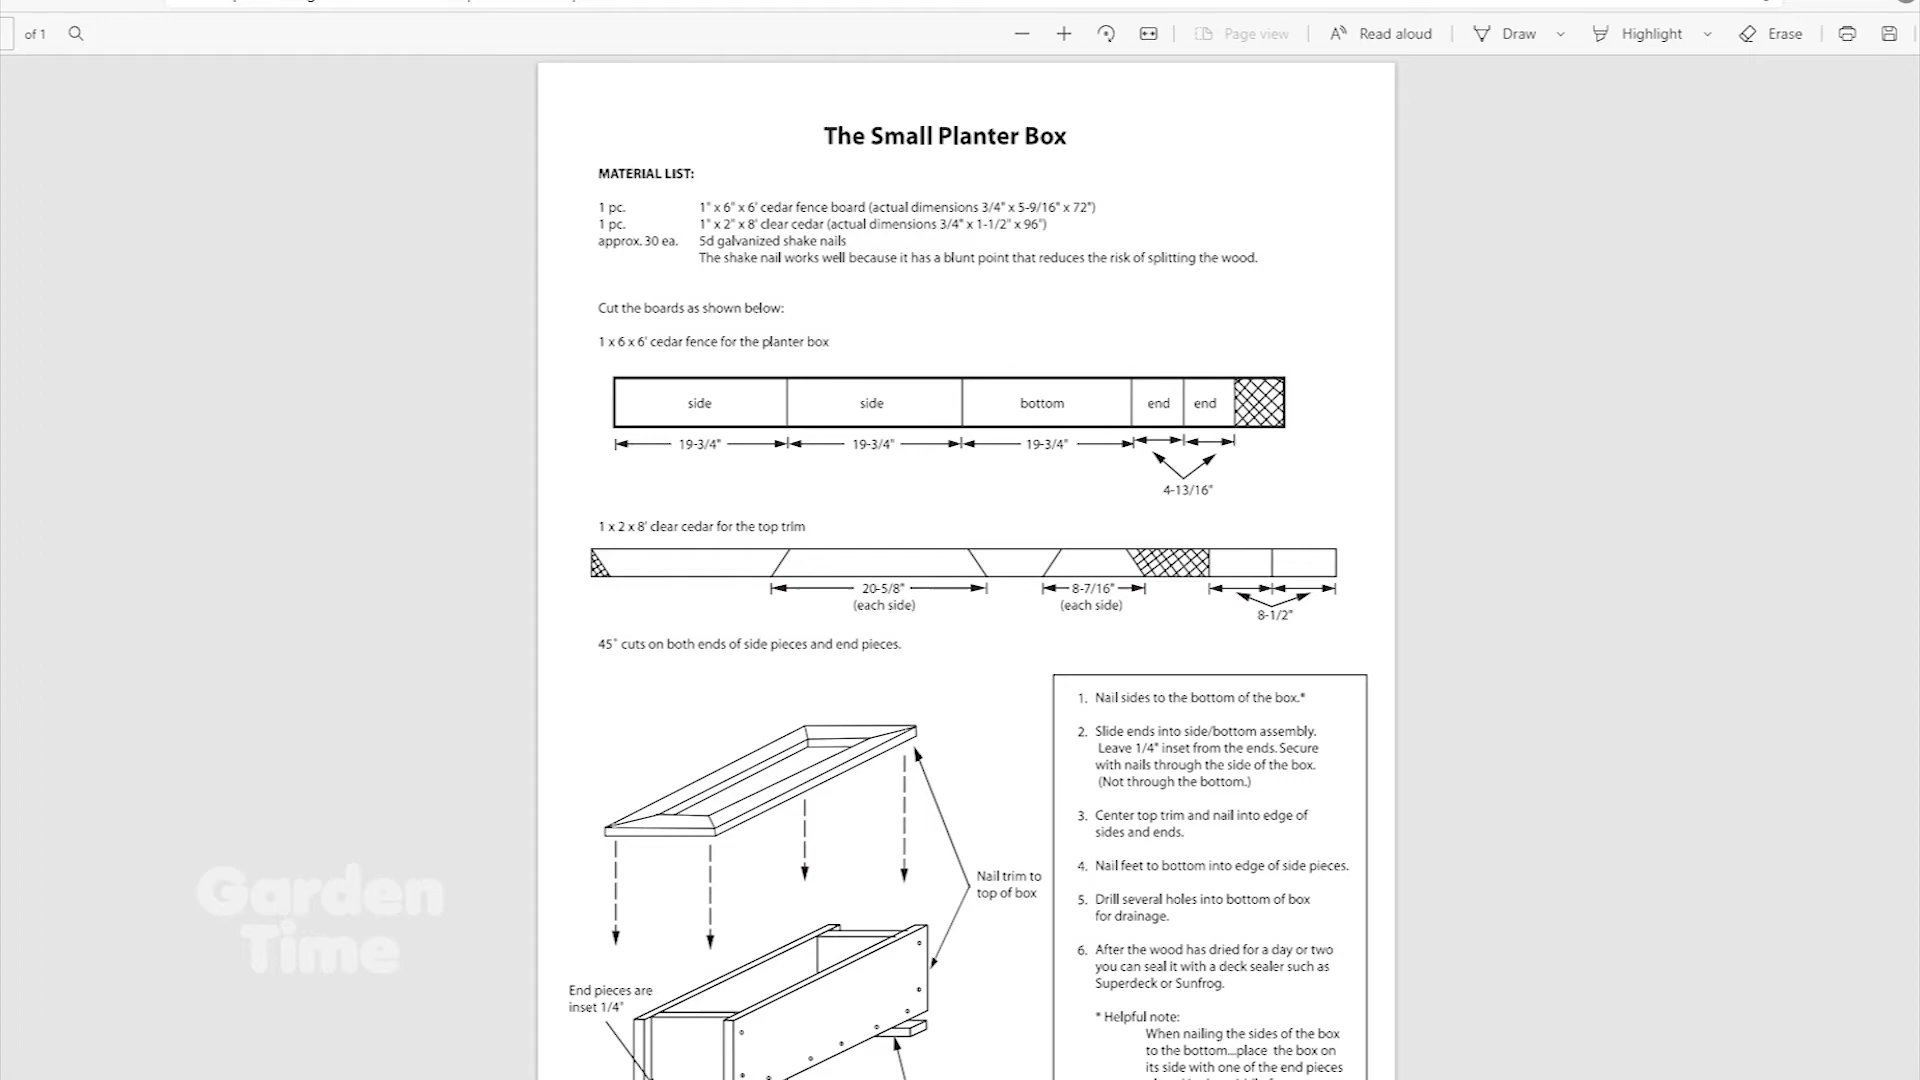 of 1
Page view
Read aloud
Draw
Highlight
Erase
The Small Planter Box
MATERIAL LIST:
1 pc. 1" x 6" x 6' cedar fence board (actual dimensions 3/4" x 5-9/16" x 72")
1 pc. 1" x 2" x 8' clear cedar (actual dimensions 3/4" x 1-1/2" x 96")
approx. 30 ea. 5d galvanized shake nails
The shake nail works well because it has a blunt point that reduces the risk of splitting the wood.
Cut the boards as shown below:
1 x 6 x 6' cedar fence for the planter box
side side bottom end end
19-3/4" 19-3/4" 19-3/4"
4-13/16"
1 x 2 x 8' clear cedar for the top trim
20-5/8" 8-7/16"
(each side) (each side)
8-1/2"
45˚ cuts on both ends of side pieces and end pieces.
Nail trim to
top of box
End pieces are
inset 1/4"
1. Nail sides to the bottom of the box.*
2. Slide ends into side/bottom assembly.
Leave 1/4" inset from the ends. Secure
with nails through the side of the box.
(Not through the bottom.)
3. Center top trim and nail into edge of
sides and ends.
4. Nail feet to bottom into edge of side pieces.
5. Drill several holes into bottom of box
for drainage.
6. After the wood has dried for a day or two
you can seal it with a deck sealer such as
Superdeck or Sunfrog.
* Helpful note:
When nailing the sides of the box
to the bottom...place the box on
its side with one of the end pieces
Garden
Time